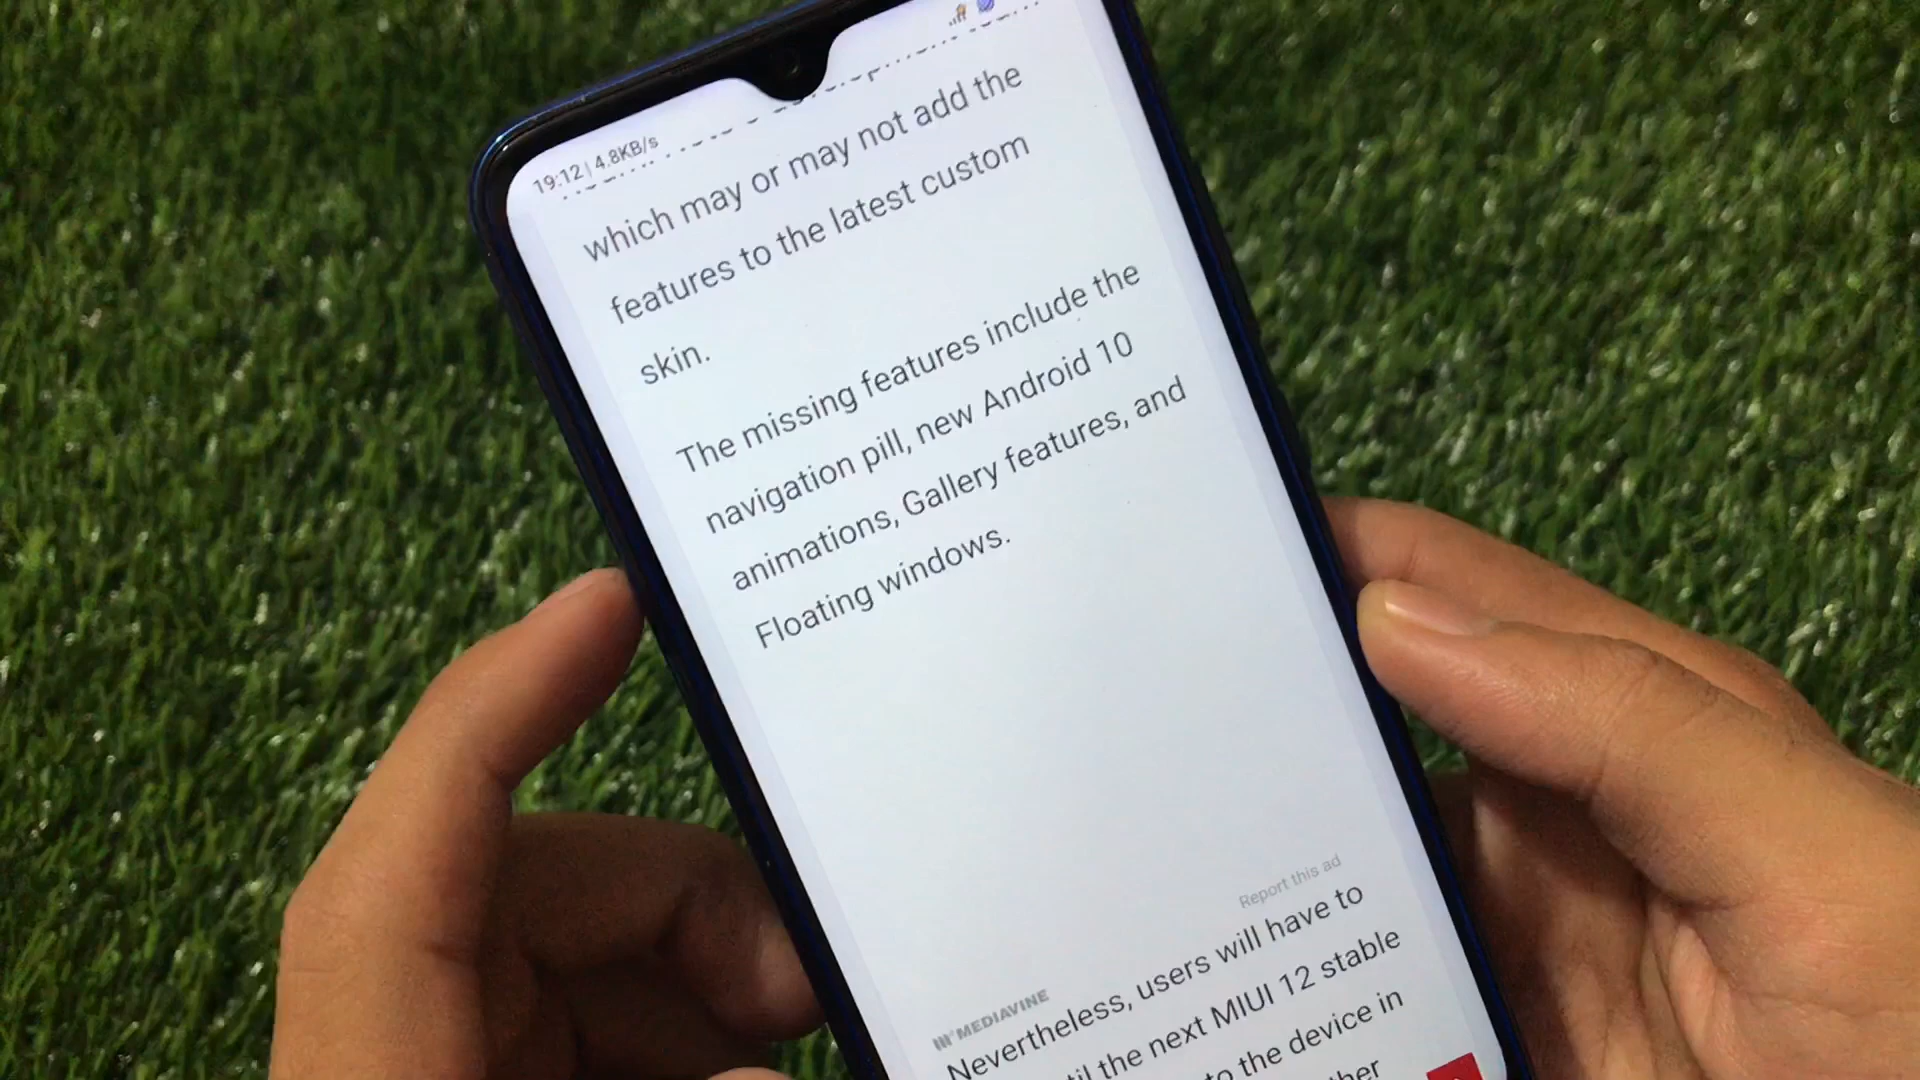 19:12 | 4.8KB/s
which may or may not add the
features to the latest custom
skin.
The missing features include the
navigation pill, new Android 10
animations, Gallery features, and
Floating windows.
Report this ad
MEDIAVINE
Nevertheless, users will have to
the next MIUI 12 stable
to the device in